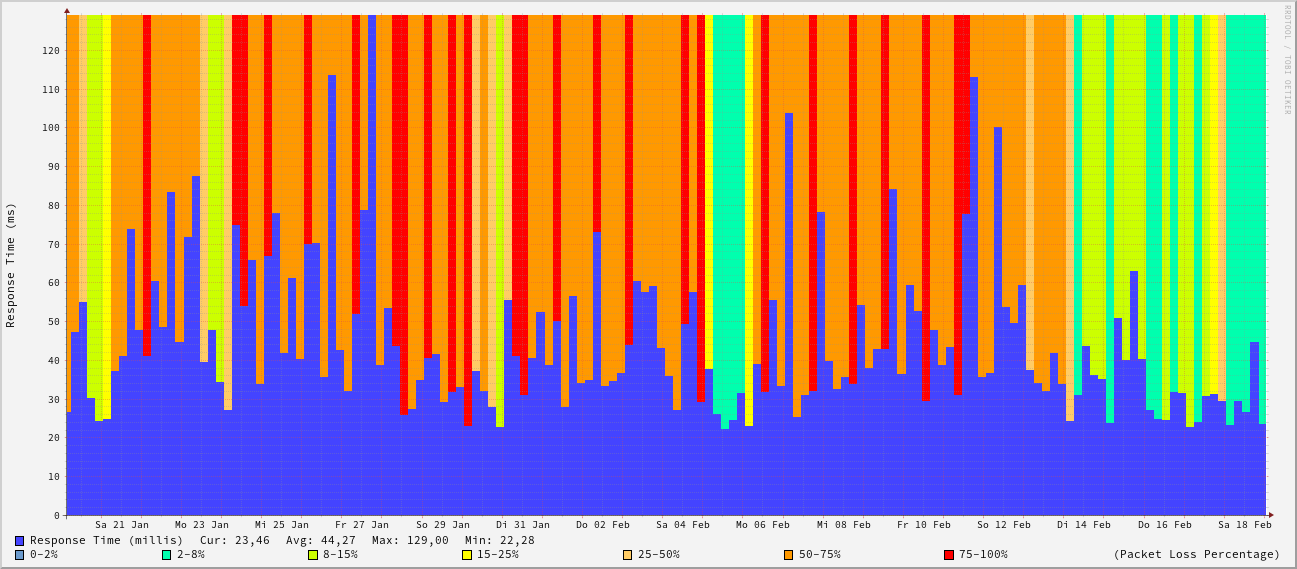 RRDTOOL / TOBI OETIKER
Response Time (ms)
120
110
100
90
80
70
60
50
40
30
20
10
0
Sa 21 Jan Mo 23 Jan Mi 25 Jan Fr 27 Jan So 29 Jan Di 31 Jan Do 02 Feb Sa 04 Feb Mo 06 Feb Mi 08 Feb Fr 10 Feb So 12 Feb Di 14 Feb Do 16 Feb Sa 18 Feb
Response Time (millis) Cur: 23,46 Avg: 44,27 Max: 129,00 Min: 22,28
0-2% 2-8% 8-15% 15-25% 25-50% 50-75% 75-100% (Packet Loss Percentage)